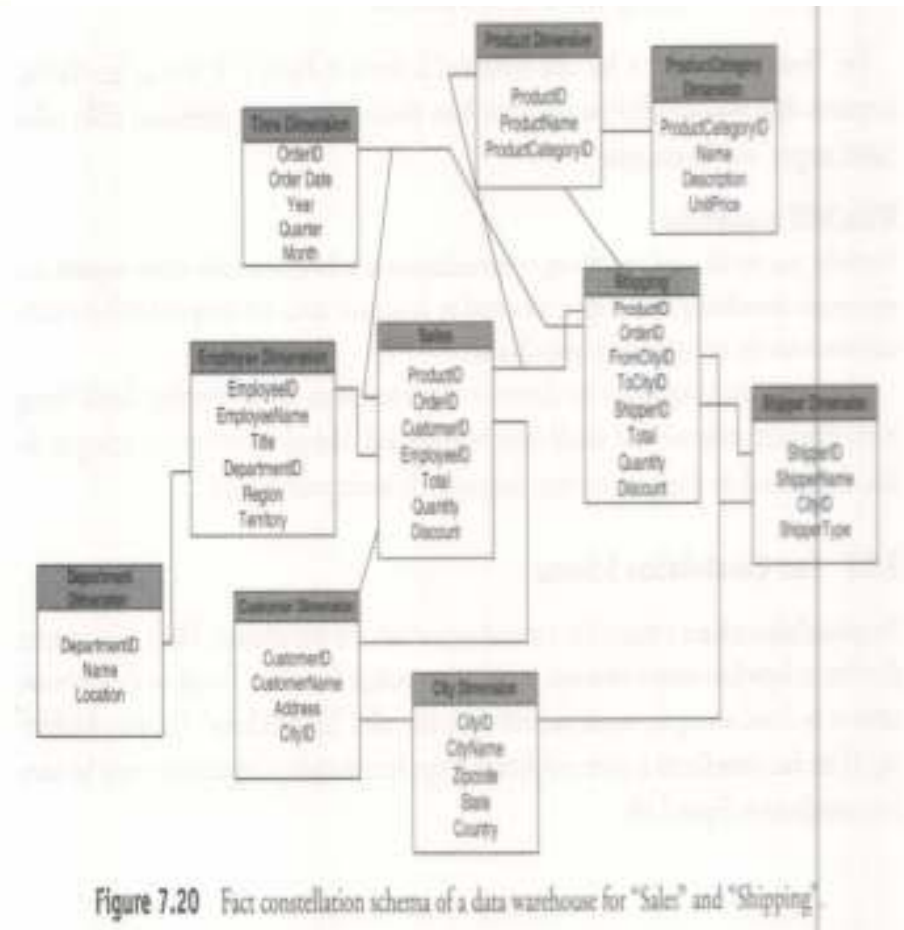 Product Dimension
ProductID
ProductName
ProductCategoryID
ProductCategory
Dimension
ProductCategoryID
Name
Description
UnitPrice
Time Dimension
OrderID
Order Date
Year
Quarter
Month
Shipping
ProductID
OrderID
FromCityID
ToCityID
ShipperID
Total
Quantity
Discount
Sales
ProductID
OrderID
CustomerID
EmployeeID
Total
Quantity
Discount
Employee Dimension
EmployeeID
EmployeeName
Title
DepartmentID
Region
Territory
Shipper Dimension
ShipperID
ShipperName
CityID
ShipperType
Department
Dimension
DepartmentID
Name
Location
Customer Dimension
CustomerID
CustomerName
Address
CityID
City Dimension
CityID
CityName
Zipcode
State
Country
Figure 7.20 Fact constellation schema of a data warehouse for "Sales" and "Shipping".